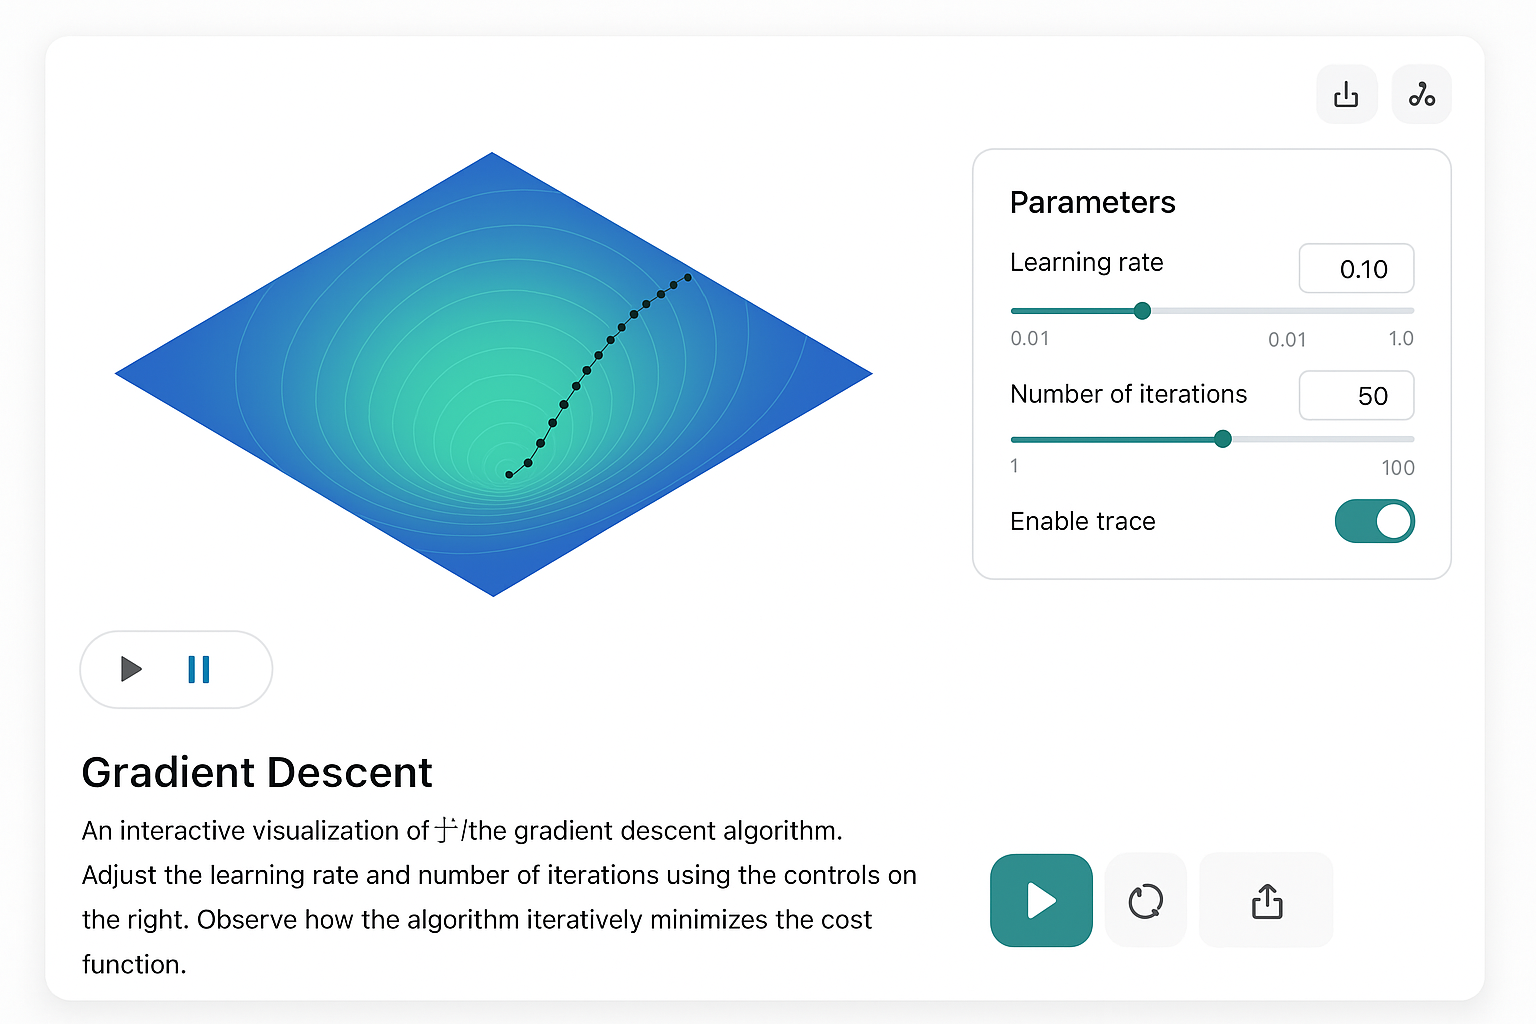 Parameters
Learning rate
0.10
0.01
0.01
1.0
Number of iterations
50
1
100
Enable trace
Gradient Descent
An interactive visualization of /the gradient descent algorithm.
Adjust the learning rate and number of iterations using the controls on
the right. Observe how the algorithm iteratively minimizes the cost
function.